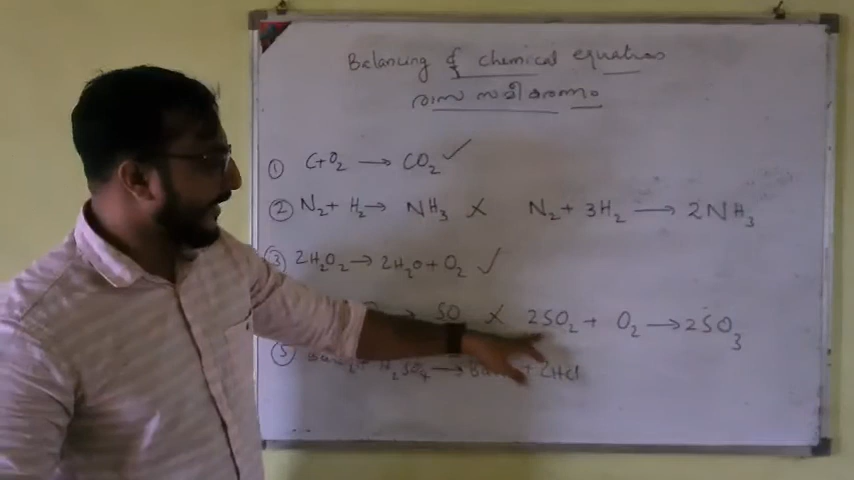 Balancing of chemical equations
രാസ സമീകരണം
① C+O₂ → CO₂ ✓
② N₂ + H₂ → NH₃ ✗ N₂ + 3H₂ → 2NH₃
③ 2H₂O₂ → 2H₂O + O₂ ✓
→ SO ✗ 2SO₂ + O₂ → 2SO₃
⑤ H₂SO₄ → + 2HCl